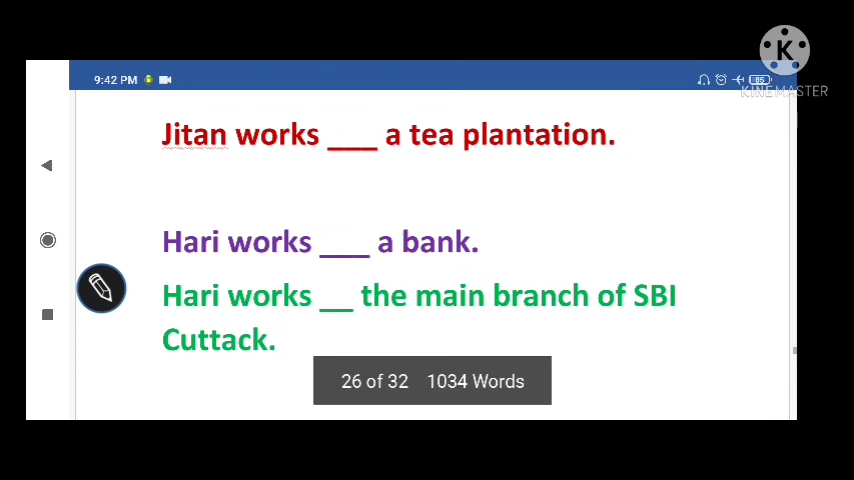 K
KINEMASTER
9:42 PM
85
Jitan works ___ a tea plantation.
Hari works ___ a bank.
Hari works __ the main branch of SBI
Cuttack.
26 of 32 1034 Words